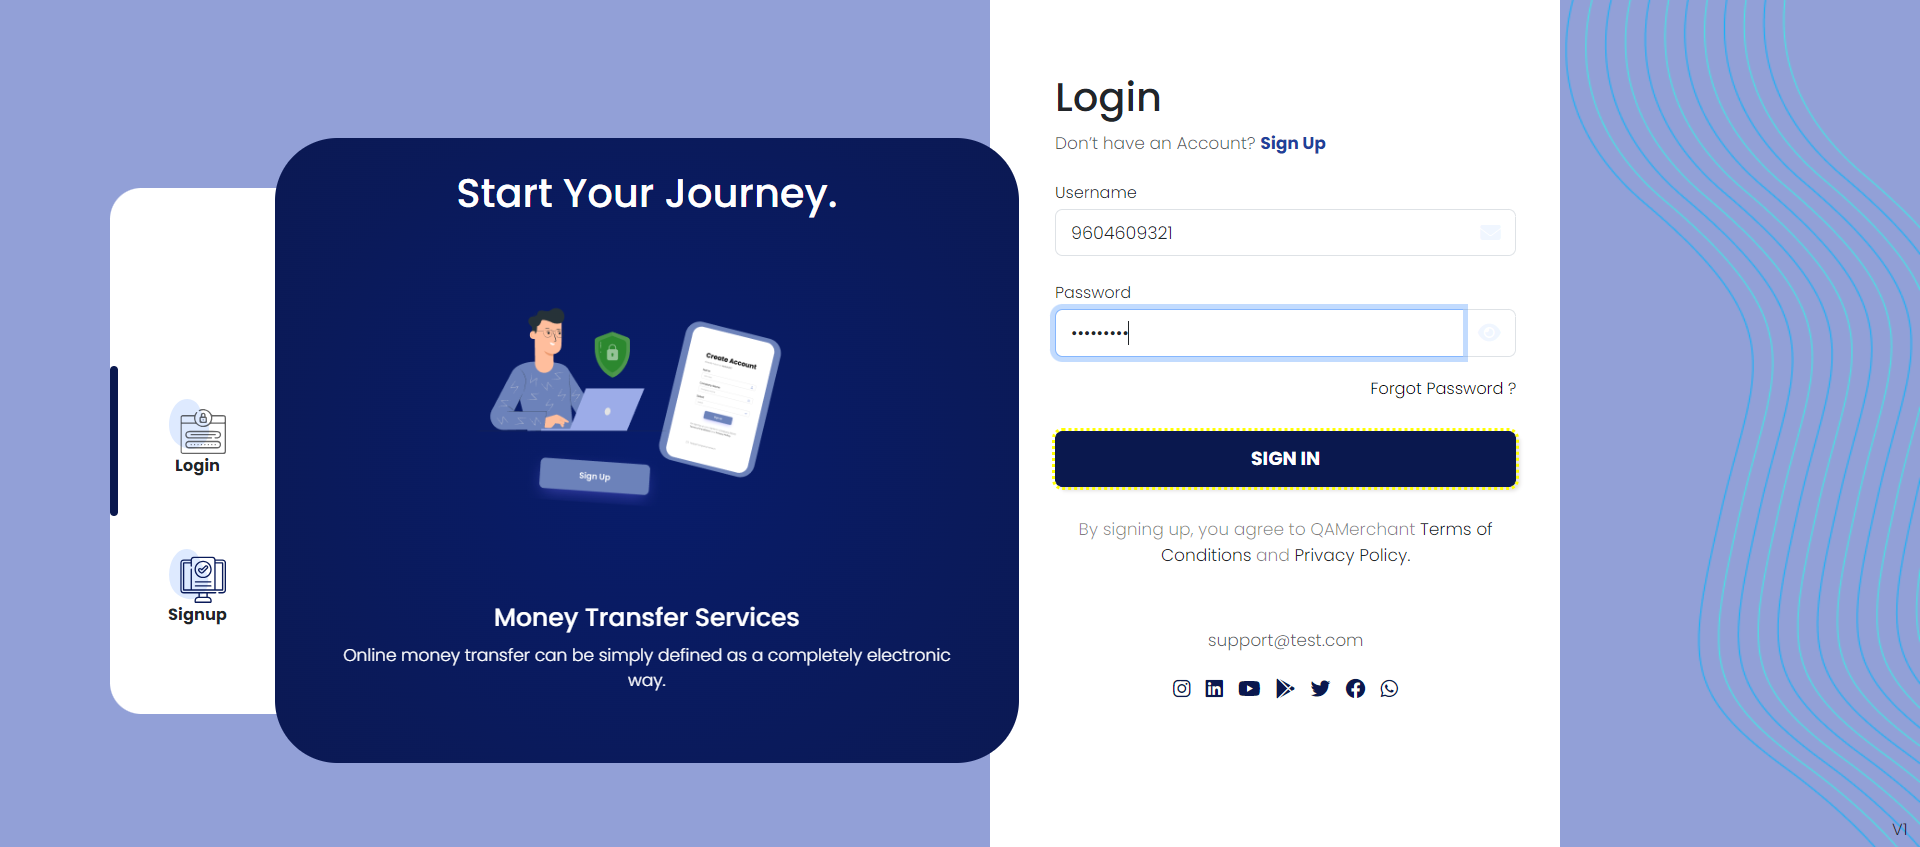 Login
Signup
Start Your Journey.
Create Account
Sign Up
Money Transfer Services
Online money transfer can be simply defined as a completely electronic
way.
Login
Don't have an Account? Sign Up
Username
9604609321
Password
•••••••••
Forgot Password ?
SIGN IN
By signing up, you agree to QAMerchant Terms of
Conditions and Privacy Policy.
support@test.com
V1